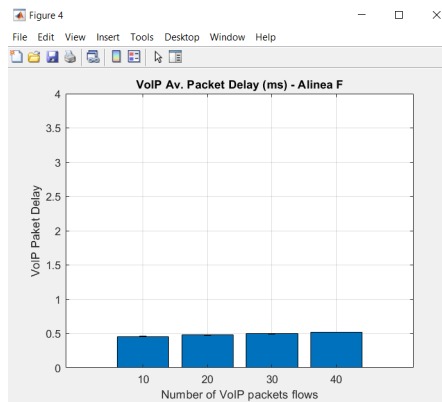 Figure 4
File Edit View Insert Tools Desktop Window Help
VoIP Av. Packet Delay (ms) - Alinea F
4
3.5
3
2.5
2
1.5
1
0.5
0
VoIP Paket Delay
10 20 30 40
Number of VoIP packets flows